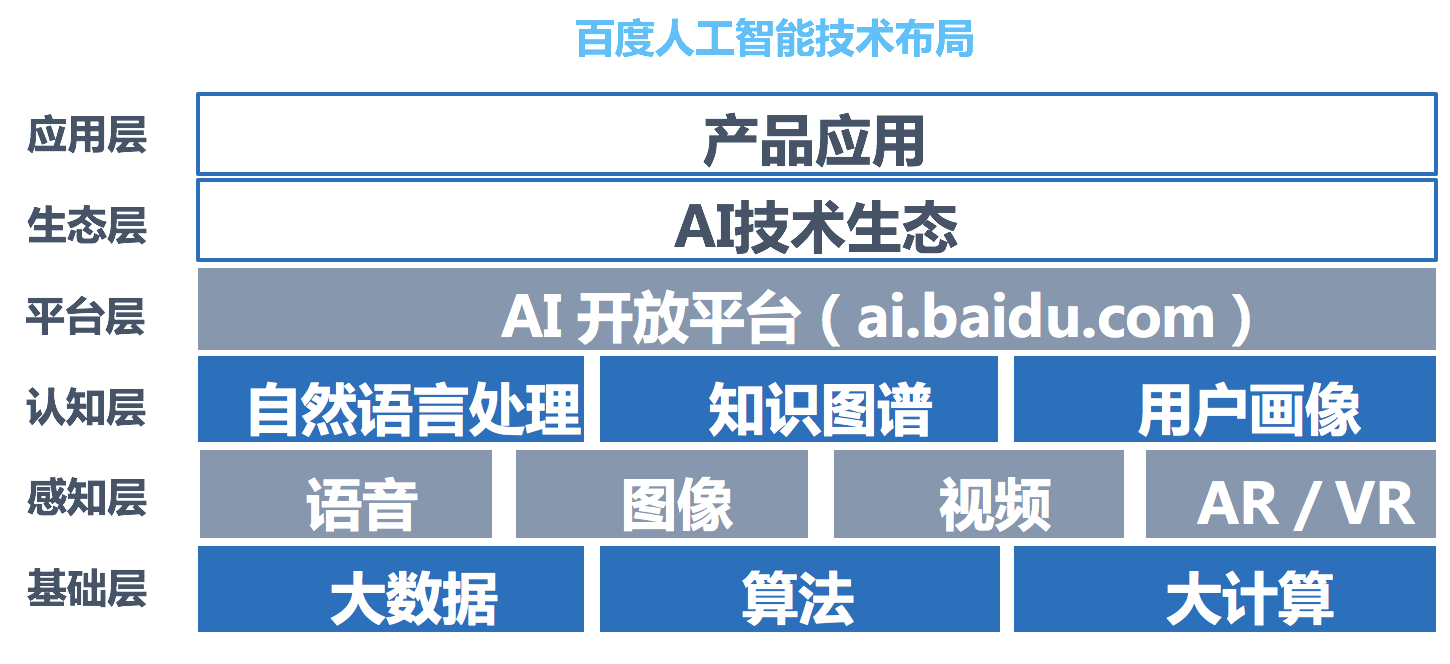 百度人工智能技术布局
应用层 产品应用
生态层 AI技术生态
平台层 AI 开放平台（ai.baidu.com）
认知层 自然语言处理 知识图谱 用户画像
感知层 语音 图像 视频 AR / VR
基础层 大数据 算法 大计算